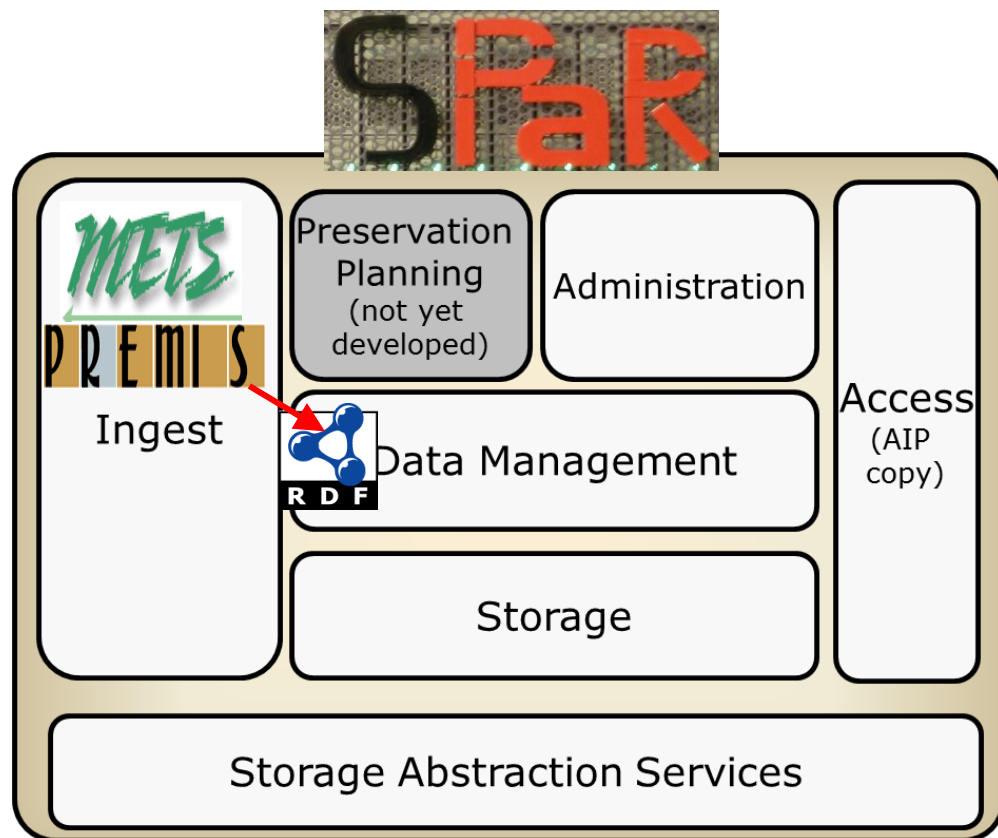 SPaR
METS
PREMIS
Ingest
Preservation
Planning
(not yet
developed)
Administration
Access
(AIP
copy)
RDF
Data Management
Storage
Storage Abstraction Services